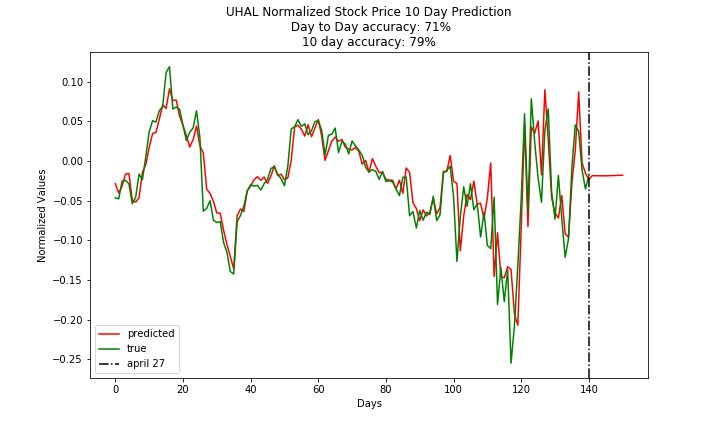 UHAL Normalized Stock Price 10 Day Prediction
Day to Day accuracy: 71%
10 day accuracy: 79%
Normalized Values
0.10
0.05
0.00
−0.05
−0.10
−0.15
−0.20
−0.25
predicted
true
april 27
0 20 40 60 80 100 120 140
Days